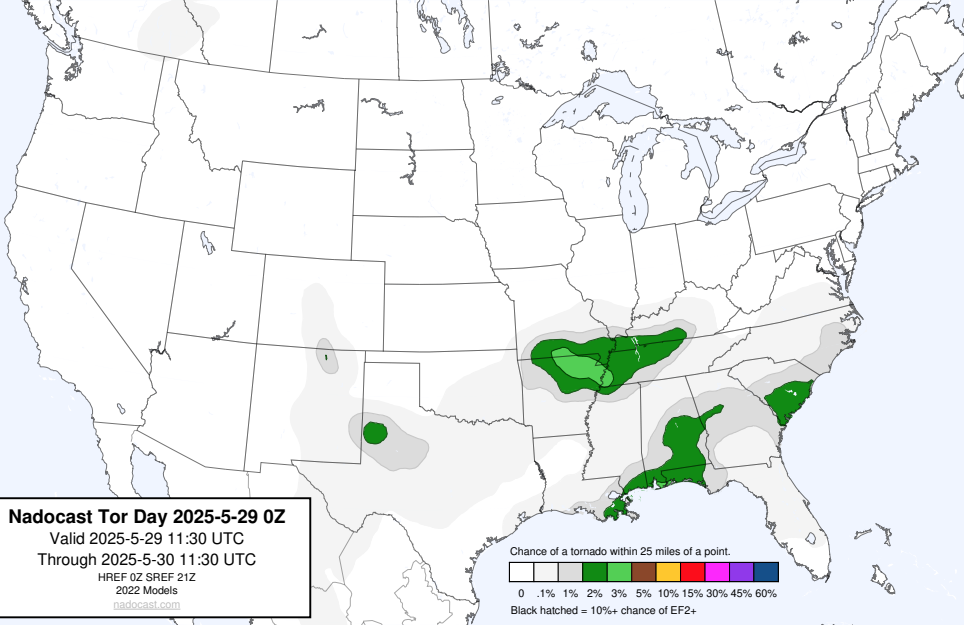 Nadocast Tor Day 2025-5-29 0Z
Valid 2025-5-29 11:30 UTC
Through 2025-5-30 11:30 UTC
HREF 0Z SREF 21Z
2022 Models
nadocast.com
Chance of a tornado within 25 miles of a point.
0 .1% 1% 2% 3% 5% 10% 15% 30% 45% 60%
Black hatched = 10%+ chance of EF2+